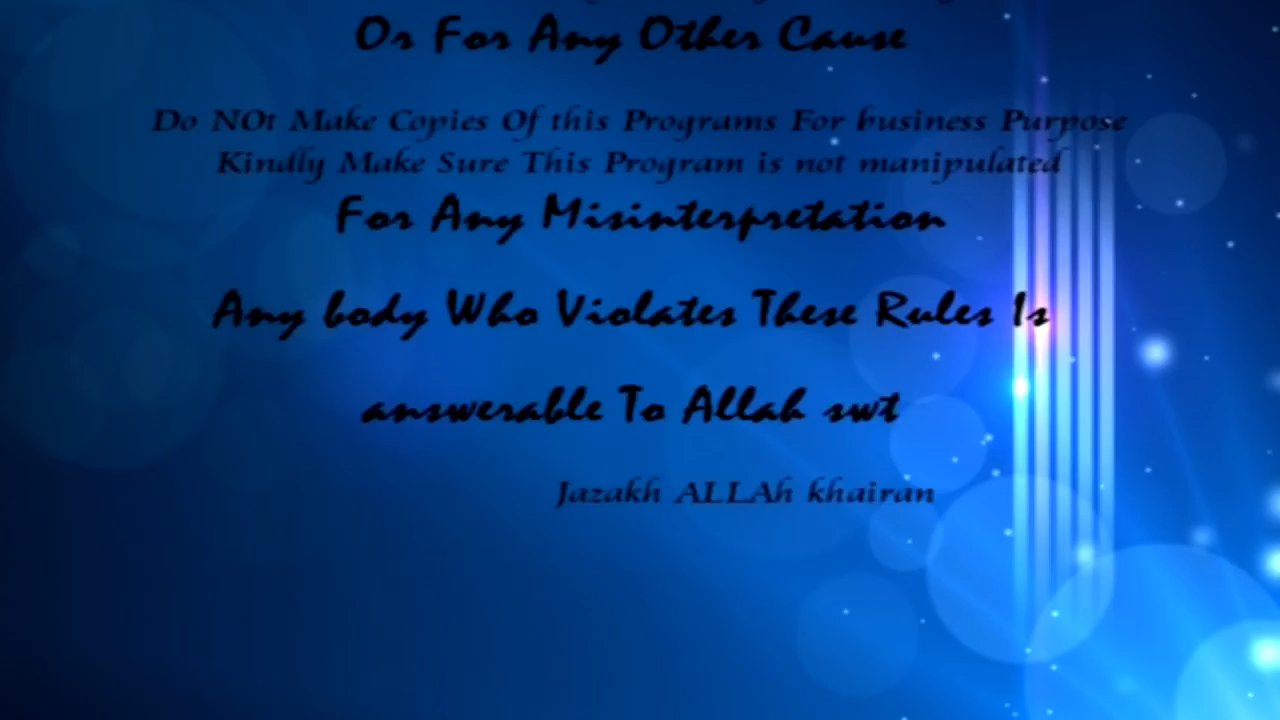 Or For Any Other Cause
Do NOt Make Copies Of this Programs For business Purpose
Kindly Make Sure This Program is not manipulated
For Any Misinterpretation
Any body Who Violates These Rules Is
answerable To Allah swt
Jazakh ALLAh khairan